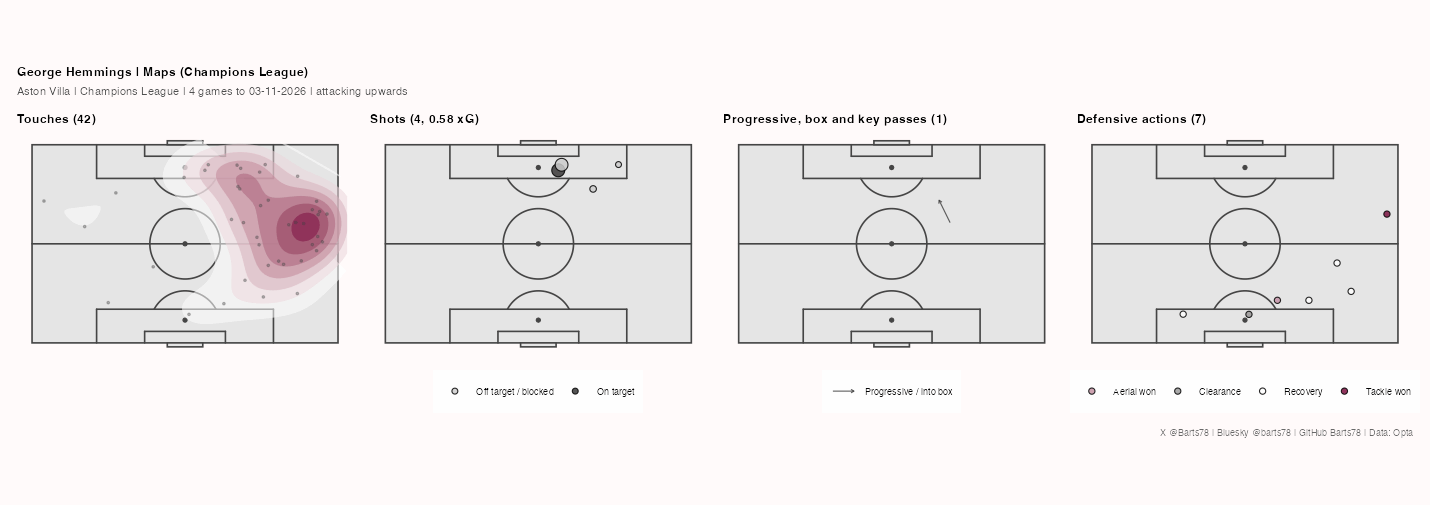 George Hemmings | Maps (Champions League)
Aston Villa | Champions League | 4 games to 03-11-2026 | attacking upwards
Touches (42)
Shots (4, 0.58 xG)
Progressive, box and key passes (1)
Defensive actions (7)
Off target / blocked
On target
Progressive / into box
Aerial won
Clearance
Recovery
Tackle won
X @Barts78 | Bluesky @barts78 | GitHub Barts78 | Data: Opta